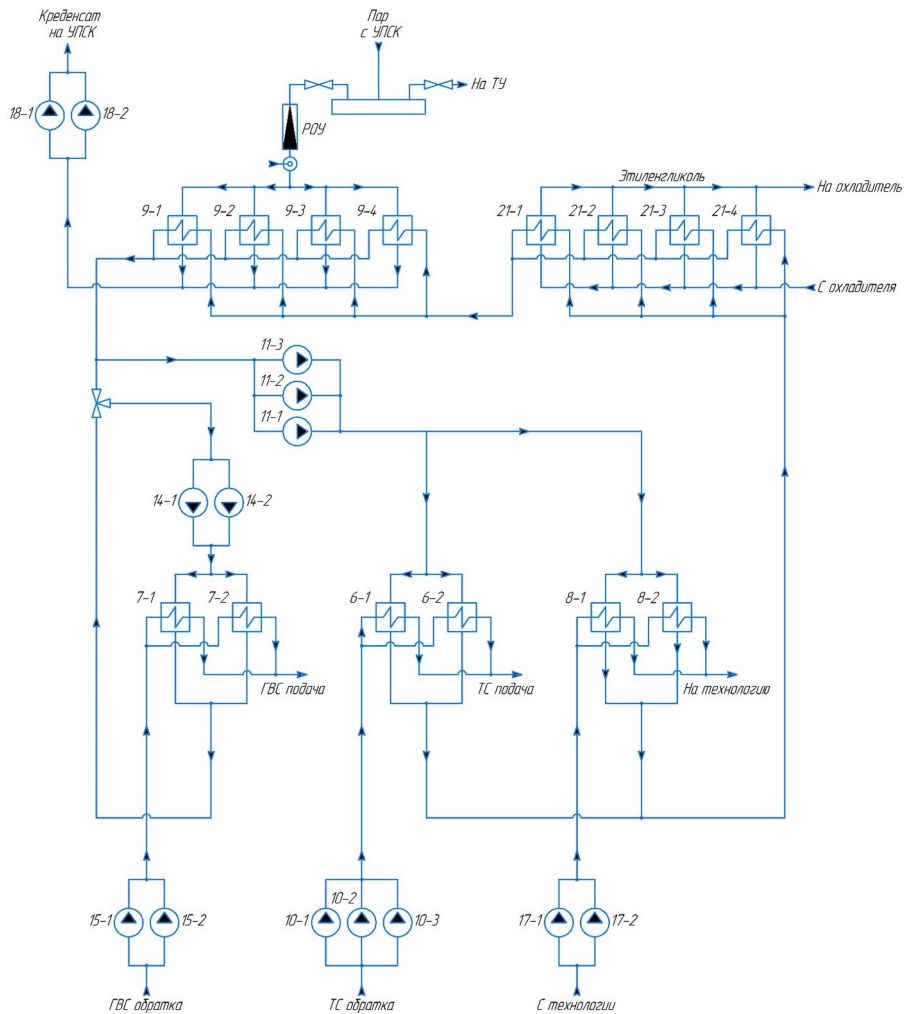 Креденсат
на УПСК
Пар
с УПСК
На ТУ
18-1
18-2
РОУ
Этиленгликоль
На охладитель
9-1
9-2
9-3
9-4
21-1
21-2
21-3
21-4
С охладителя
11-3
11-2
11-1
14-1
14-2
7-1
7-2
6-1
6-2
8-1
8-2
ГВС подача
ТС подача
На технологию
15-1
15-2
10-1
10-2
10-3
17-1
17-2
ГВС обратка
ТС обратка
С технологии